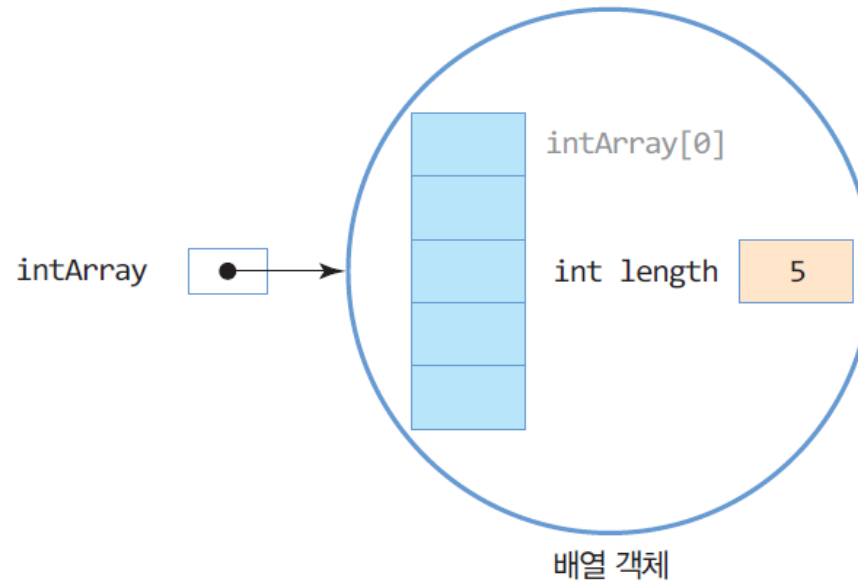 intArray[0]
intArray
int length
5
배열 객체